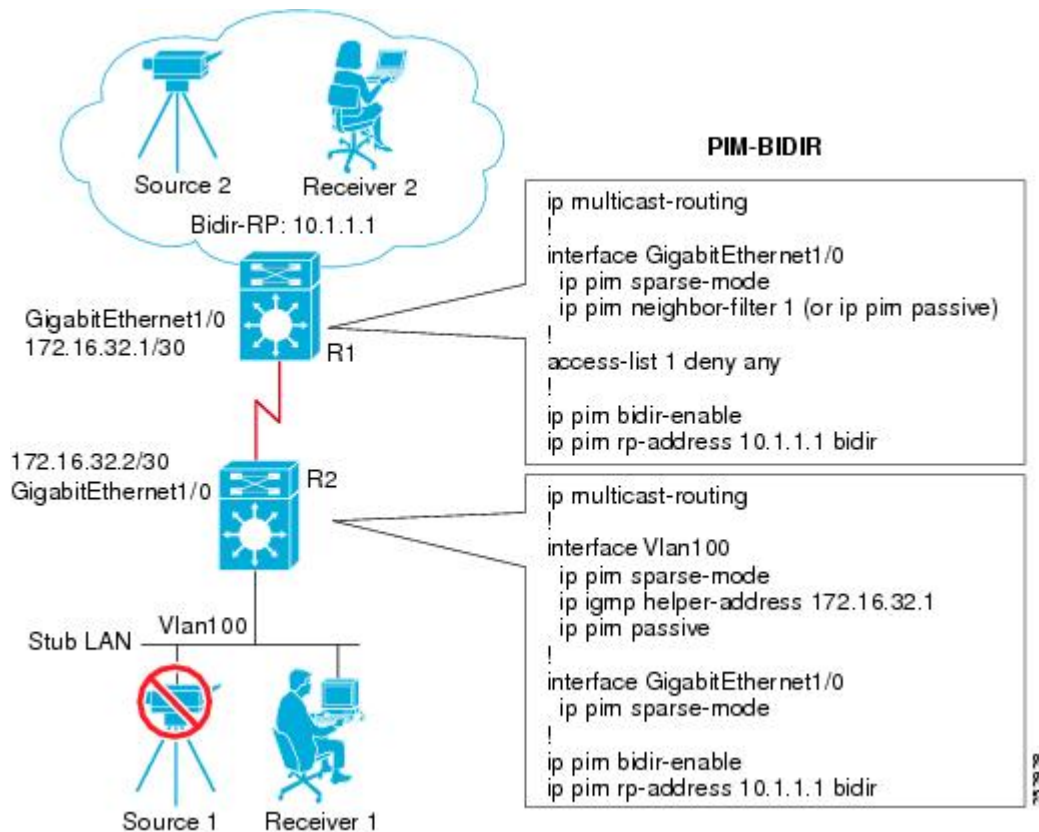 Source 2
Receiver 2
Bidir-RP: 10.1.1.1
GigabitEthernet1/0
172.16.32.1/30
R1
172.16.32.2/30
GigabitEthernet1/0
R2
Vlan100
Stub LAN
Source 1
Receiver 1
PIM-BIDIR
ip multicast-routing
!
interface GigabitEthernet1/0
ip pim sparse-mode
ip pim neighbor-filter 1 (or ip pim passive)
!
access-list 1 deny any
!
ip pim bidir-enable
ip pim rp-address 10.1.1.1 bidir
ip multicast-routing
!
interface Vlan100
ip pim sparse-mode
ip igmp helper-address 172.16.32.1
ip pim passive
!
interface GigabitEthernet1/0
ip pim sparse-mode
!
ip pim bidir-enable
ip pim rp-address 10.1.1.1 bidir